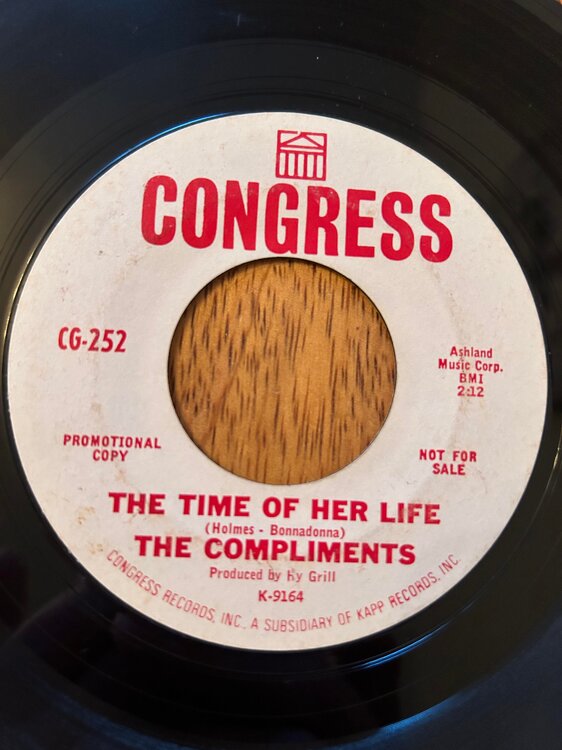 CONGRESS
CG-252
Ashland
Music Corp.
BMI
2:12
PROMOTIONAL
COPY
NOT FOR
SALE
THE TIME OF HER LIFE
(Holmes - Bonnadonna)
THE COMPLIMENTS
Produced by Hy Grill
K-9164
CONGRESS RECORDS, INC., A SUBSIDIARY OF KAPP RECORDS, INC.